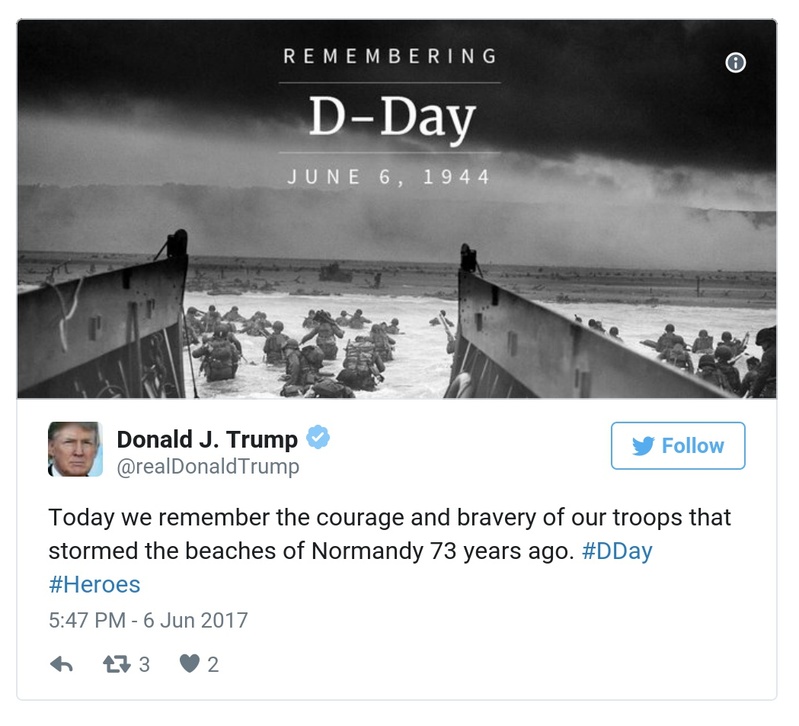 REMEMBERING
D-Day
JUNE 6, 1944
Donald J. Trump
@realDonaldTrump
Follow
Today we remember the courage and bravery of our troops that
stormed the beaches of Normandy 73 years ago. #DDay
#Heroes
5:47 PM - 6 Jun 2017
3 2